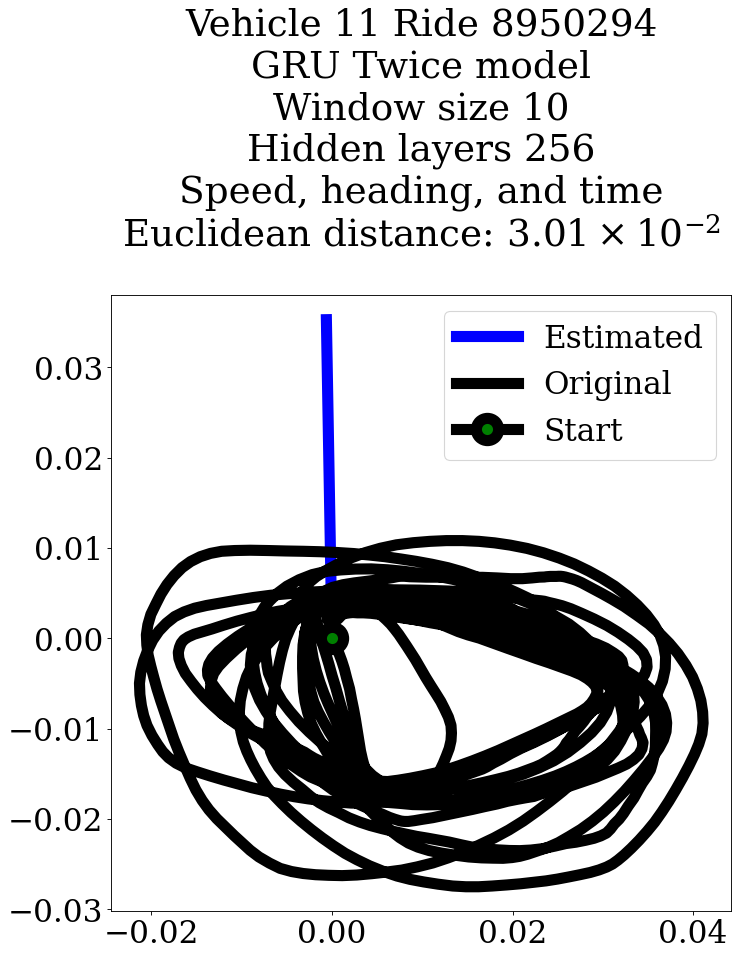 Vehicle 11 Ride 8950294
GRU Twice model
Window size 10
Hidden layers 256
Speed, heading, and time
Euclidean distance: 3.01 × 10⁻²
Estimated
Original
Start
0.03
0.02
0.01
0.00
−0.01
−0.02
−0.03
−0.02 0.00 0.02 0.04